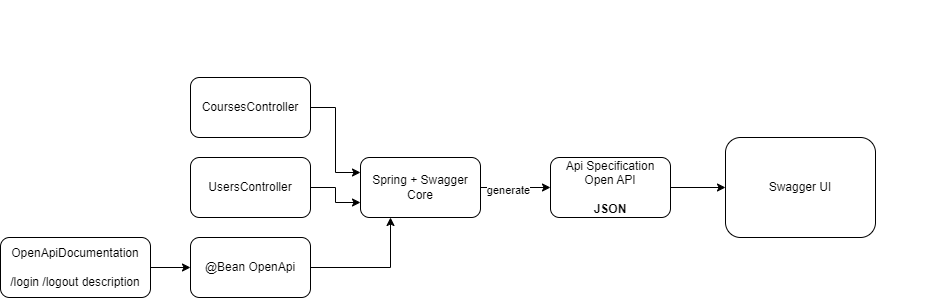 CoursesController
UsersController
Spring + Swagger
Core
generate
Api Specification
Open API
JSON
Swagger UI
OpenApiDocumentation
/login /logout description
@Bean OpenApi